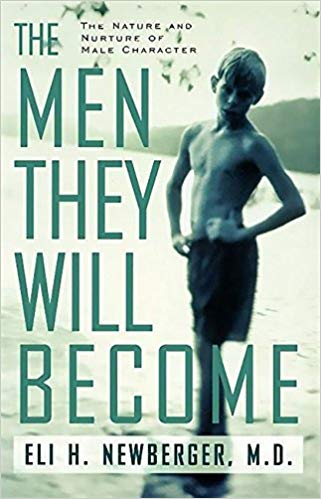 THE
THE NATURE AND
NURTURE OF
MALE CHARACTER
MEN
THEY
WILL
BECOME
ELI H. NEWBERGER, M.D.